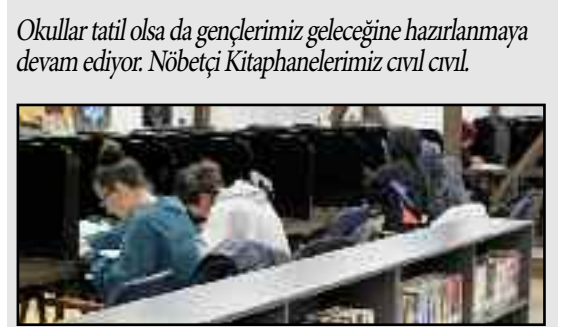 Okullar tatil olsa da gençlerimiz geleceğine hazırlanmaya
devam ediyor. Nöbetçi Kitaphanelerimiz cıvıl cıvıl.